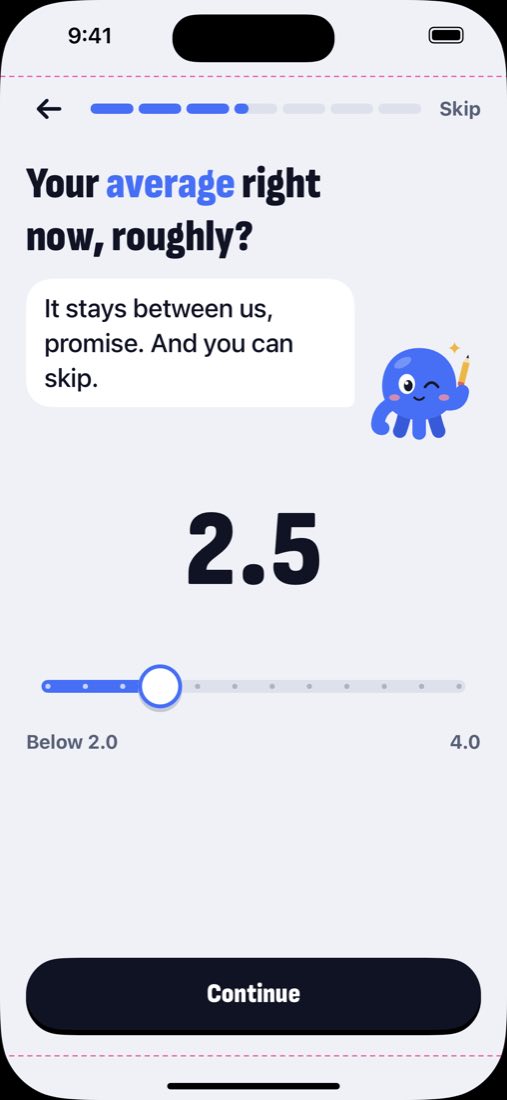 9:41
Skip
Your average right
now, roughly?
It stays between us,
promise. And you can
skip.
2.5
Below 2.0
4.0
Continue